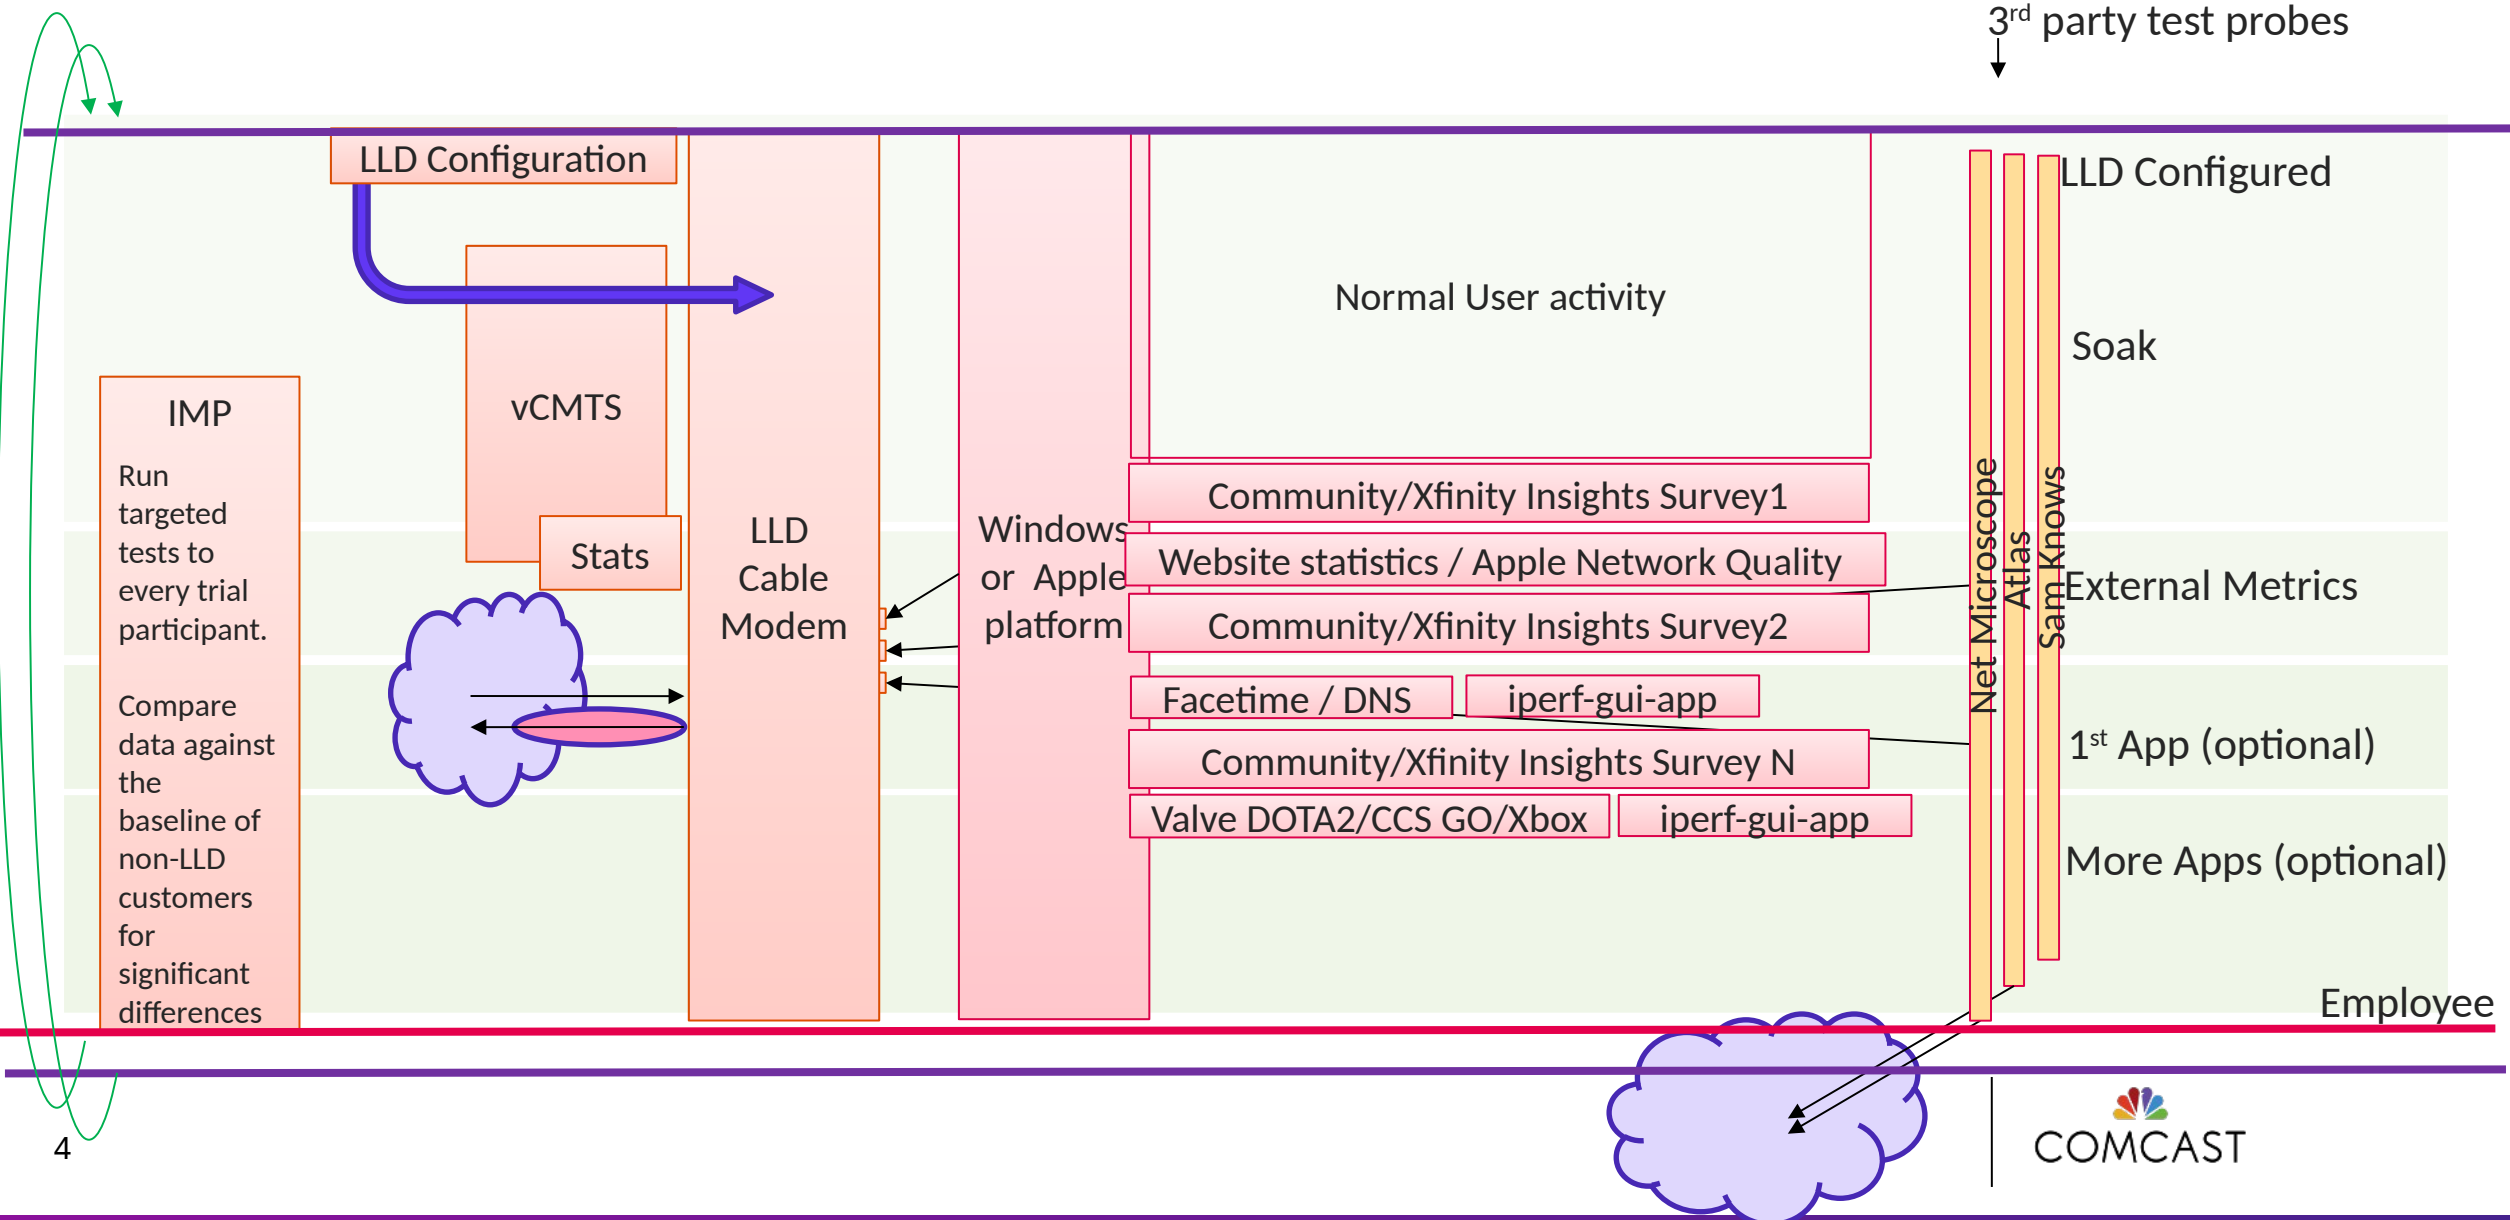 3rd party test probes
LLD Configuration
LLD Configured
Normal User activity
Soak
IMP
Run
targeted
tests to
every trial
participant.
Compare
data against
the
baseline of
non-LLD
customers
for
significant
differences
vCMTS
Stats
LLD
Cable
Modem
Windows
or Apple
platform
Community/Xfinity Insights Survey1
Website statistics / Apple Network Quality
Community/Xfinity Insights Survey2
Facetime / DNS
iperf-gui-app
Community/Xfinity Insights Survey N
Valve DOTA2/CCS GO/Xbox
iperf-gui-app
Net Microscope
Atlas
Sam Knows
External Metrics
1st App (optional)
More Apps (optional)
Employee
4
COMCAST